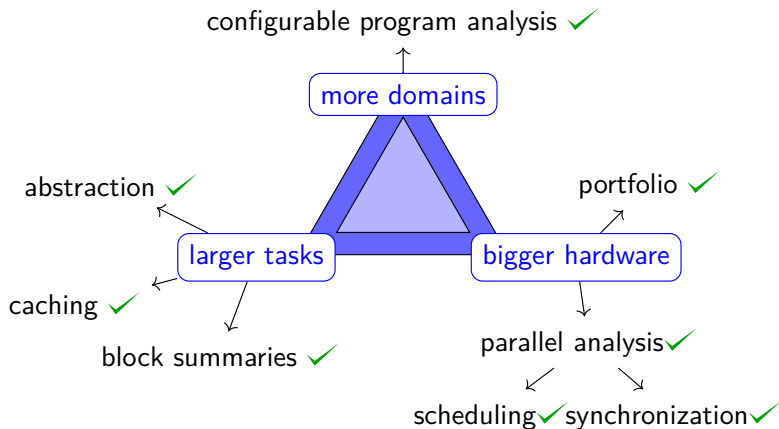 configurable program analysis ✓
more domains
abstraction ✓
portfolio ✓
larger tasks
bigger hardware
caching ✓
block summaries ✓
parallel analysis✓
scheduling✓
synchronization✓